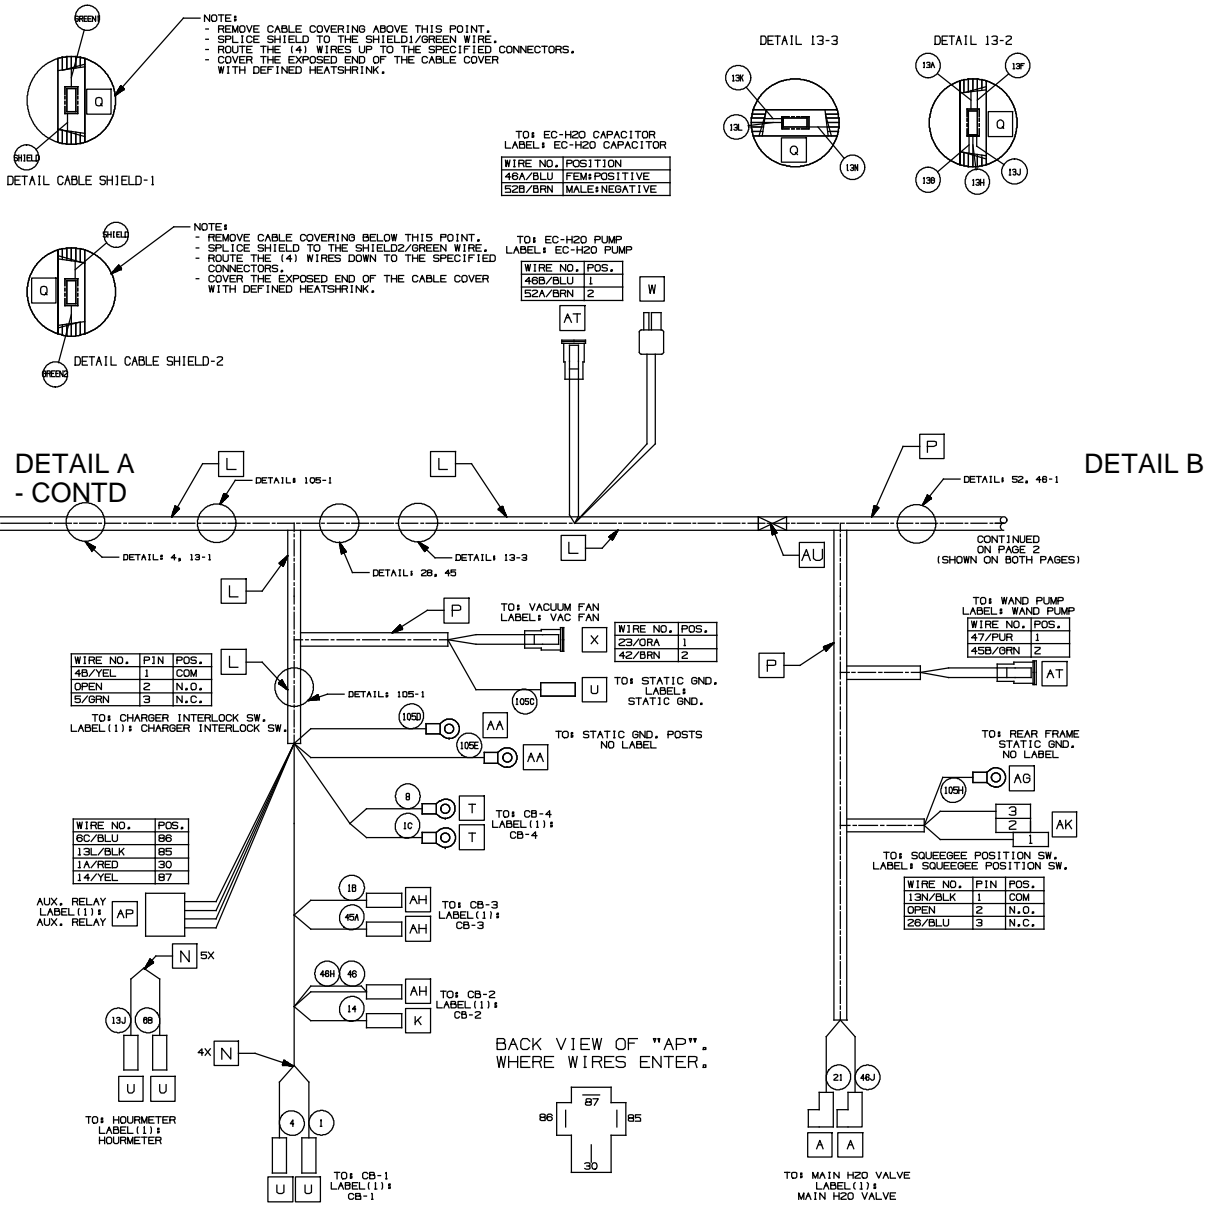 GREEN1
NOTE:
- REMOVE CABLE COVERING ABOVE THIS POINT.
- SPLICE SHIELD TO THE SHIELD1/GREEN WIRE.
- ROUTE THE (4) WIRES UP TO THE SPECIFIED CONNECTORS.
- COVER THE EXPOSED END OF THE CABLE COVER
WITH DEFINED HEATSHRINK.
Q
SHIELD
DETAIL CABLE SHIELD-1
DETAIL 13-3
13K
13L
Q
13N
DETAIL 13-2
13A
13F
Q
13B
13H
13J
TO: EC-H2O CAPACITOR
LABEL: EC-H2O CAPACITOR
WIRE NO. POSITION
46A/BLU FEM:POSITIVE
52B/BRN MALE:NEGATIVE
SHIELD
NOTE:
- REMOVE CABLE COVERING BELOW THIS POINT.
- SPLICE SHIELD TO THE SHIELD2/GREEN WIRE.
- ROUTE THE (4) WIRES DOWN TO THE SPECIFIED
CONNECTORS.
- COVER THE EXPOSED END OF THE CABLE COVER
WITH DEFINED HEATSHRINK.
Q
DETAIL CABLE SHIELD-2
GREEN2
TO: EC-H2O PUMP
LABEL: EC-H2O PUMP
WIRE NO. POS.
46B/BLU 1
52A/BRN 2
AT
W
DETAIL A
- CONTD
DETAIL B
L
DETAIL: 105-1
L
P
DETAIL: 52, 46-1
DETAIL: 4, 13-1
L
DETAIL: 28, 45
DETAIL: 13-3
L
AU
CONTINUED
ON PAGE 2
(SHOWN ON BOTH PAGES)
P
TO: VACUUM FAN
LABEL: VAC FAN
X
WIRE NO. POS.
23/ORA 1
42/BRN 2
TO: WAND PUMP
LABEL: WAND PUMP
WIRE NO. POS.
47/PUR 1
45B/GRN 2
P
AT
WIRE NO. PIN POS.
4B/YEL 1 COM
OPEN 2 N.O.
5/GRN 3 N.C.
TO: CHARGER INTERLOCK SW.
LABEL(1): CHARGER INTERLOCK SW.
L
DETAIL: 105-1
105C
U
TO: STATIC GND.
LABEL:
STATIC GND.
105D
AA
105E
AA
TO: STATIC GND. POSTS
NO LABEL
TO: REAR FRAME
STATIC GND.
NO LABEL
105H
AG
3
2
1
AK
TO: SQUEEGEE POSITION SW.
LABEL: SQUEEGEE POSITION SW.
WIRE NO. PIN POS.
13N/BLK 1 COM
OPEN 2 N.O.
26/BLU 3 N.C.
8
T
1C
T
TO: CB-4
LABEL(1):
CB-4
WIRE NO. POS.
6C/BLU 86
13L/BLK 85
1A/RED 30
14/YEL 87
AUX. RELAY
LABEL(1):
AUX. RELAY
AP
1B
AH
45A
AH
TO: CB-3
LABEL(1):
CB-3
N 5X
13J
6B
U
U
TO: HOURMETER
LABEL(1):
HOURMETER
46H
46
AH
14
K
TO: CB-2
LABEL(1):
CB-2
4X N
4
1
U
U
TO: CB-1
LABEL(1):
CB-1
BACK VIEW OF "AP".
WHERE WIRES ENTER.
87
86
85
30
21
46J
A
A
TO: MAIN H2O VALVE
LABEL(1):
MAIN H2O VALVE